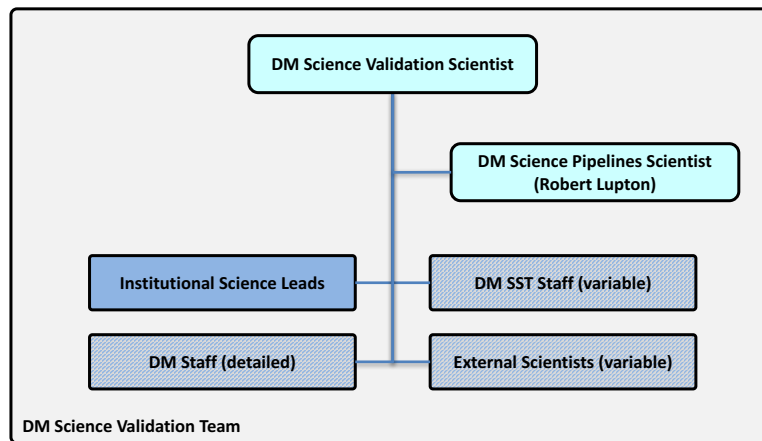 DM Science Validation Scientist
DM Science Pipelines Scientist
(Robert Lupton)
Institutional Science Leads
DM SST Staff (variable)
DM Staff (detailed)
External Scientists (variable)
DM Science Validation Team